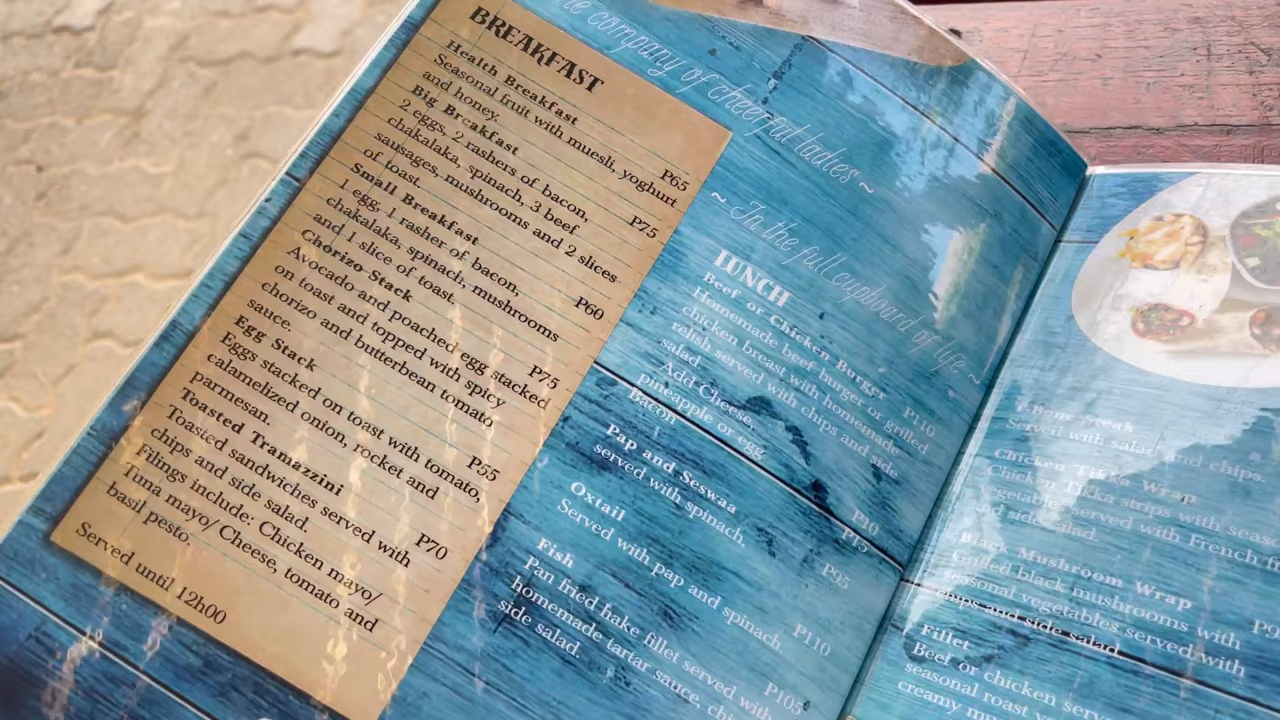 BREAKFAST
Health Breakfast
Seasonal fruit with muesli, yoghurt
and honey. P65
Big Breakfast
2 eggs, 2 rashers of bacon,
chakalaka, spinach, 3 beef P75
sausages, mushrooms and 2 slices
of toast.
Small Breakfast
1 egg, 1 rasher of bacon,
chakalaka, spinach, mushrooms P60
and 1 slice of toast.
Chorizo Stack
Avocado and poached egg stacked
on toast and topped with spicy P75
chorizo and butterbean tomato
sauce.
Egg Stack
Eggs stacked on toast with tomato,
calamelized onion, rocket and P55
parmesan.
Toasted Tramazzini
Toasted sandwiches served with
chips and side salad. P70
Filings include: Chicken mayo/
Tuna mayo/ Cheese, tomato and
basil pesto.
Served until 12h00
company of cheerful ladies ~
~ In the full cupboard of life ~
LUNCH
Beef or Chicken Burger
Homemade beef burger or grilled P110
chicken breast with homemade
relish served with chips and side
salad.
Add Cheese,
pineapple or egg P10
Bacon P15
Pap and Seswaa
served with spinach. P95
Oxtail
Served with pap and spinach. P110
Fish
Pan fried hake fillet served with P105
homemade tartar sauce,
side salad.
Steak
Served with salad and chips.
Chicken Tikka Wrap
Chicken Tikka strips with
vegetables served with French
and side salad.
Black Mushroom Wrap
Grilled black mushrooms with
seasonal vegetables served with
chips and side salad
Fillet
Beef or chicken
seasonal roast
creamy